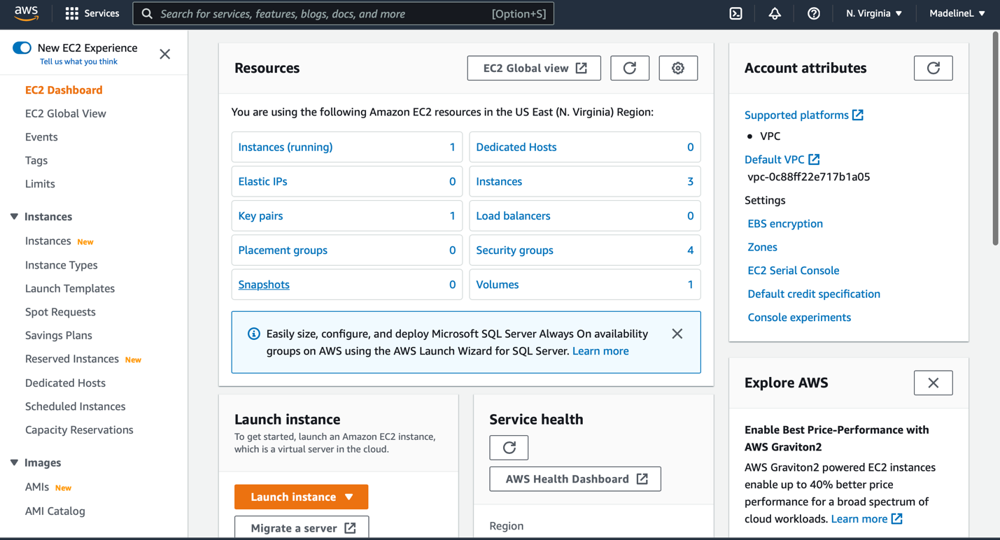 aws
Services
Search for services, features, blogs, docs, and more
[Option+S]
N. Virginia
MadelineL
New EC2 Experience
Tell us what you think
EC2 Dashboard
EC2 Global View
Events
Tags
Limits
Instances
Instances New
Instance Types
Launch Templates
Spot Requests
Savings Plans
Reserved Instances New
Dedicated Hosts
Scheduled Instances
Capacity Reservations
Images
AMIs New
AMI Catalog
Resources
EC2 Global view
You are using the following Amazon EC2 resources in the US East (N. Virginia) Region:
Instances (running) 1
Dedicated Hosts 0
Elastic IPs 0
Instances 3
Key pairs 1
Load balancers 0
Placement groups 0
Security groups 4
Snapshots 0
Volumes 1
Easily size, configure, and deploy Microsoft SQL Server Always On availability
groups on AWS using the AWS Launch Wizard for SQL Server. Learn more
Launch instance
To get started, launch an Amazon EC2 instance,
which is a virtual server in the cloud.
Launch instance
Migrate a server
Service health
AWS Health Dashboard
Region
Account attributes
Supported platforms
• VPC
Default VPC
vpc-0c88ff22e717b1a05
Settings
EBS encryption
Zones
EC2 Serial Console
Default credit specification
Console experiments
Explore AWS
Enable Best Price-Performance with
AWS Graviton2
AWS Graviton2 powered EC2 instances
enable up to 40% better price
performance for a broad spectrum of
cloud workloads. Learn more